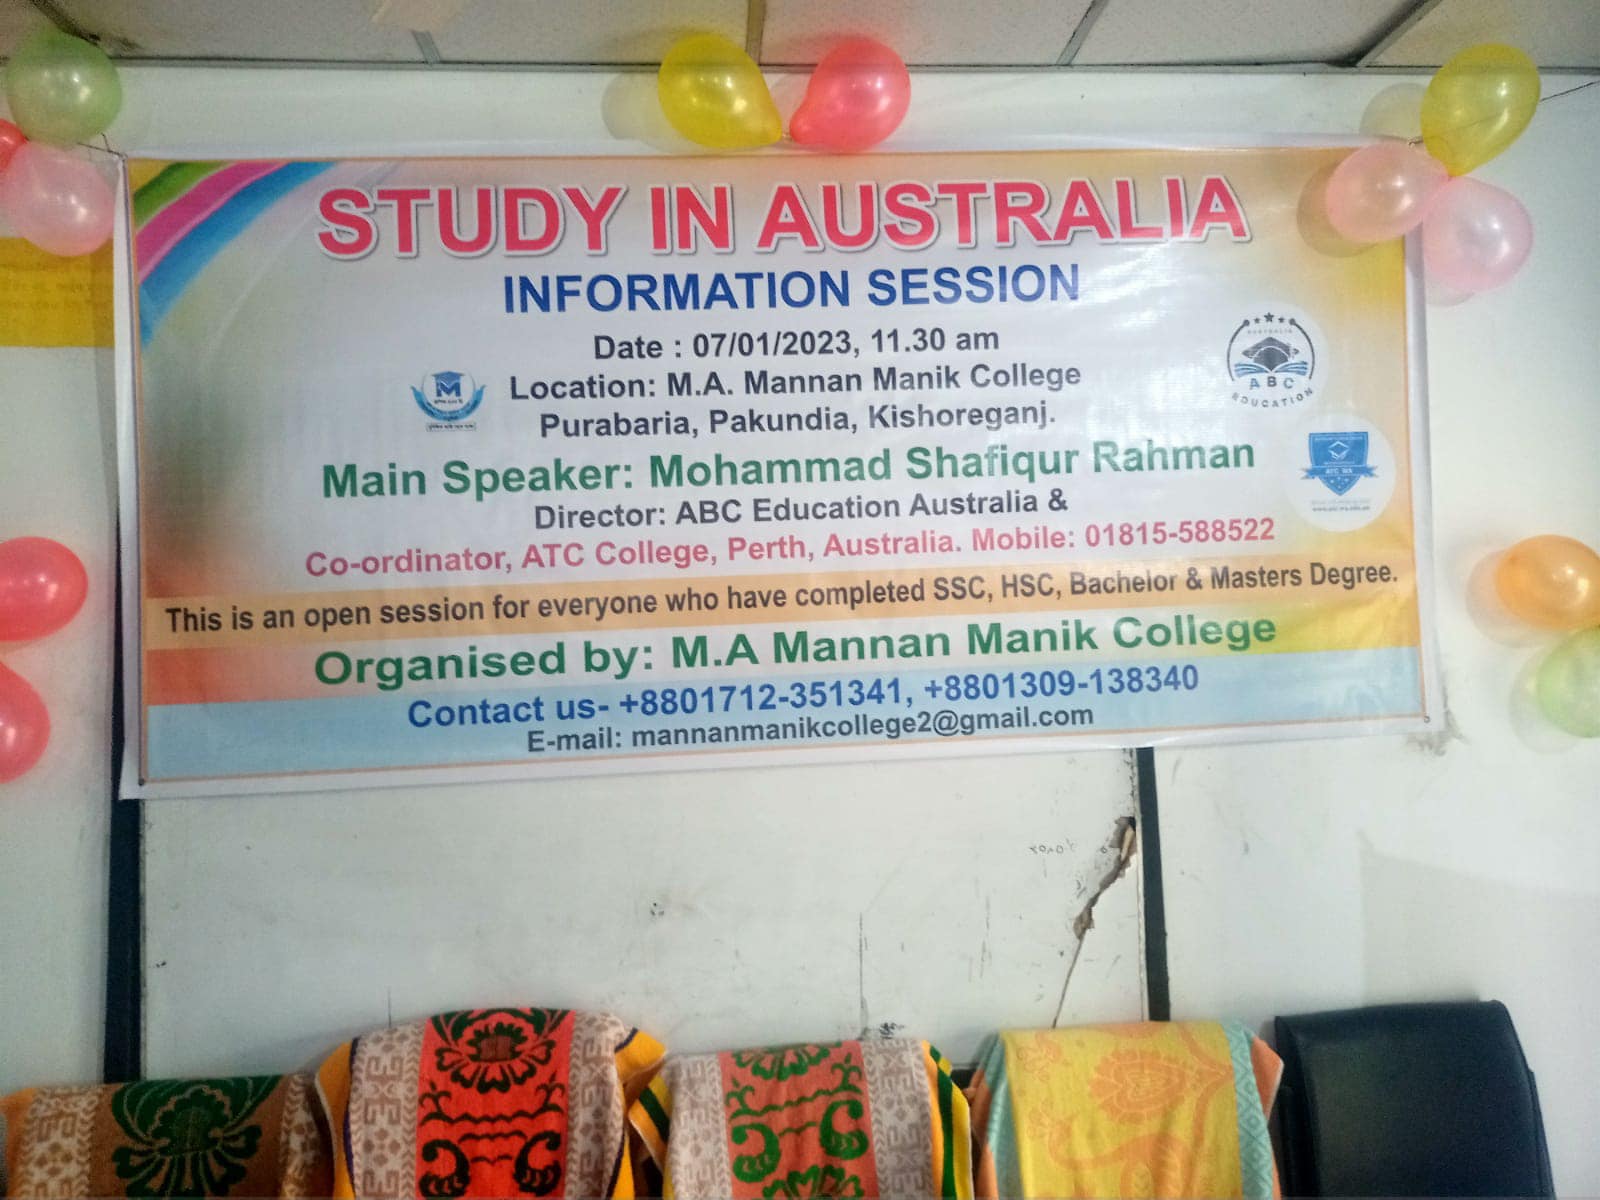 STUDY IN AUSTRALIA
INFORMATION SESSION
Date : 07/01/2023, 11.30 am
Location: M.A. Mannan Manik College
Purabaria, Pakundia, Kishoreganj.
Main Speaker: Mohammad Shafiqur Rahman
Director: ABC Education Australia &
Co-ordinator, ATC College, Perth, Australia. Mobile: 01815-588522
This is an open session for everyone who have completed SSC, HSC, Bachelor & Masters Degree.
Organised by: M.A Mannan Manik College
Contact us- +8801712-351341, +8801309-138340
E-mail: mannanmanikcollege2@gmail.com
M
AUSTRALIA
ABC
EDUCATION
ATC WA